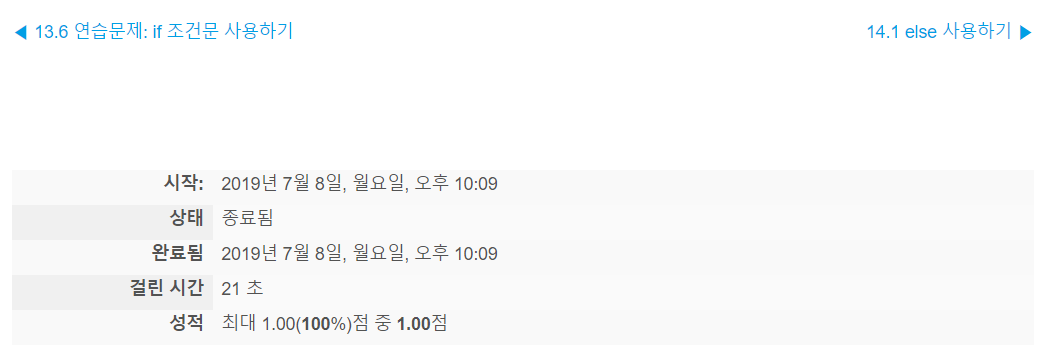 ◀ 13.6 연습문제: if 조건문 사용하기
14.1 else 사용하기 ▶
시작: 2019년 7월 8일, 월요일, 오후 10:09
상태 종료됨
완료됨 2019년 7월 8일, 월요일, 오후 10:09
걸린 시간 21 초
성적 최대 1.00(100%)점 중 1.00점